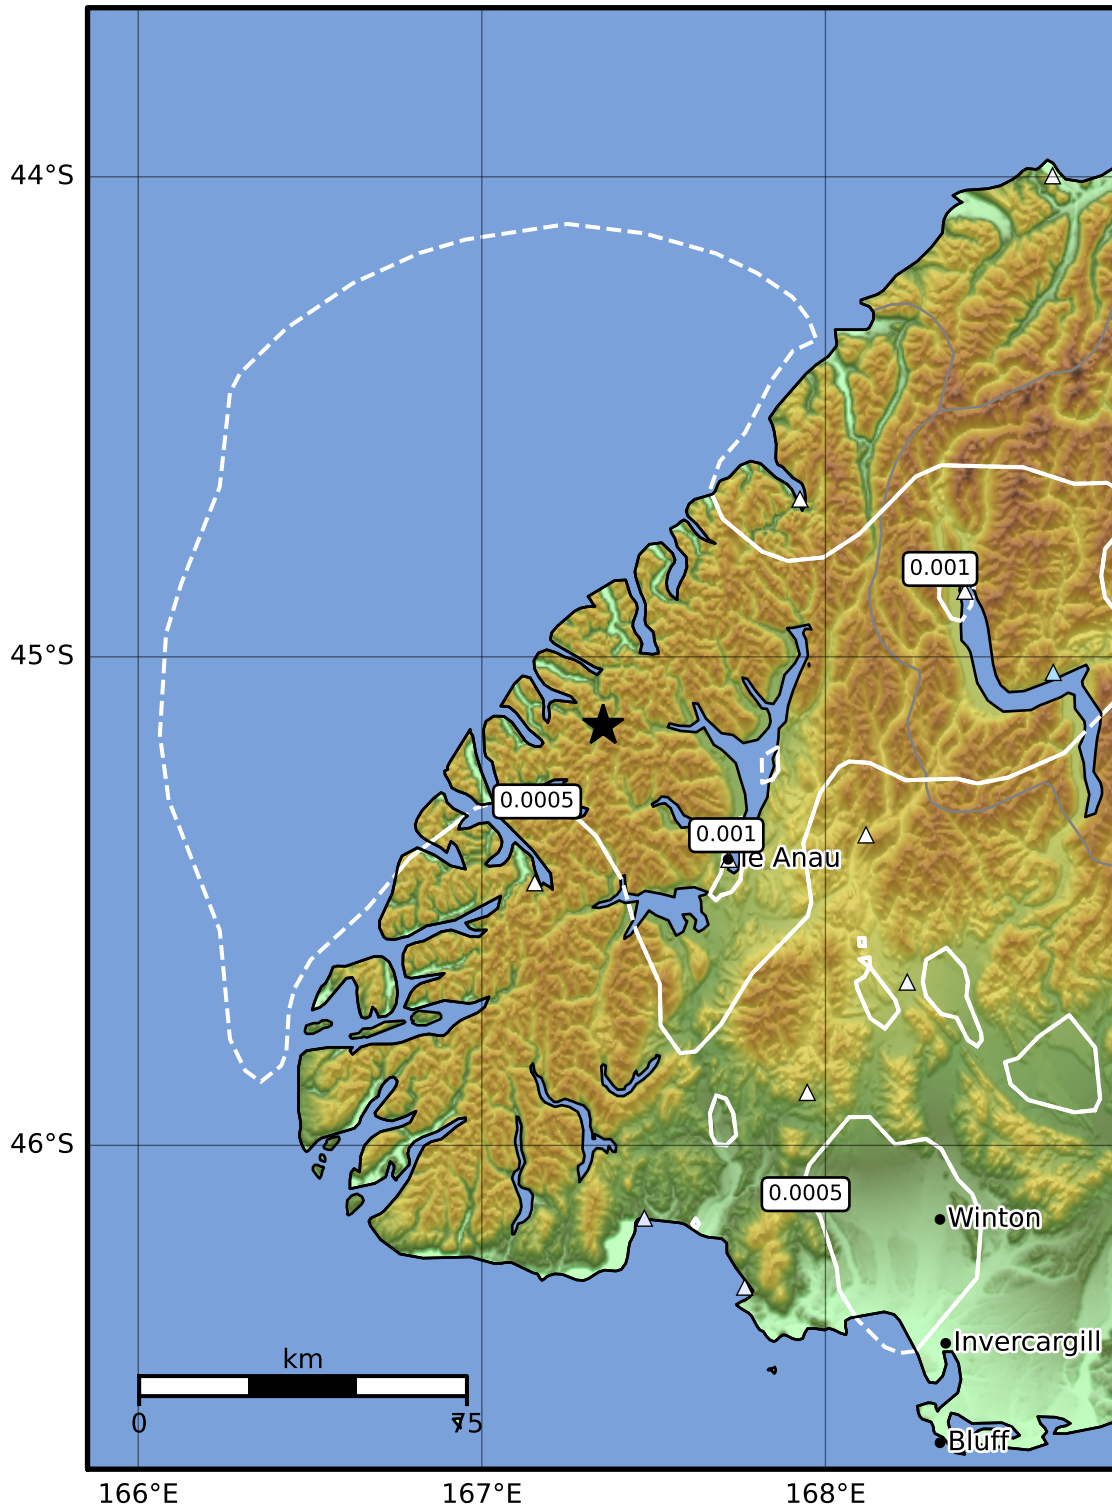 44°S
0.001
45°S
0.0005
0.001
Te Anau
46°S
0.0005
Winton
Invercargill
km
0
75
Bluff
166°E
167°E
168°E